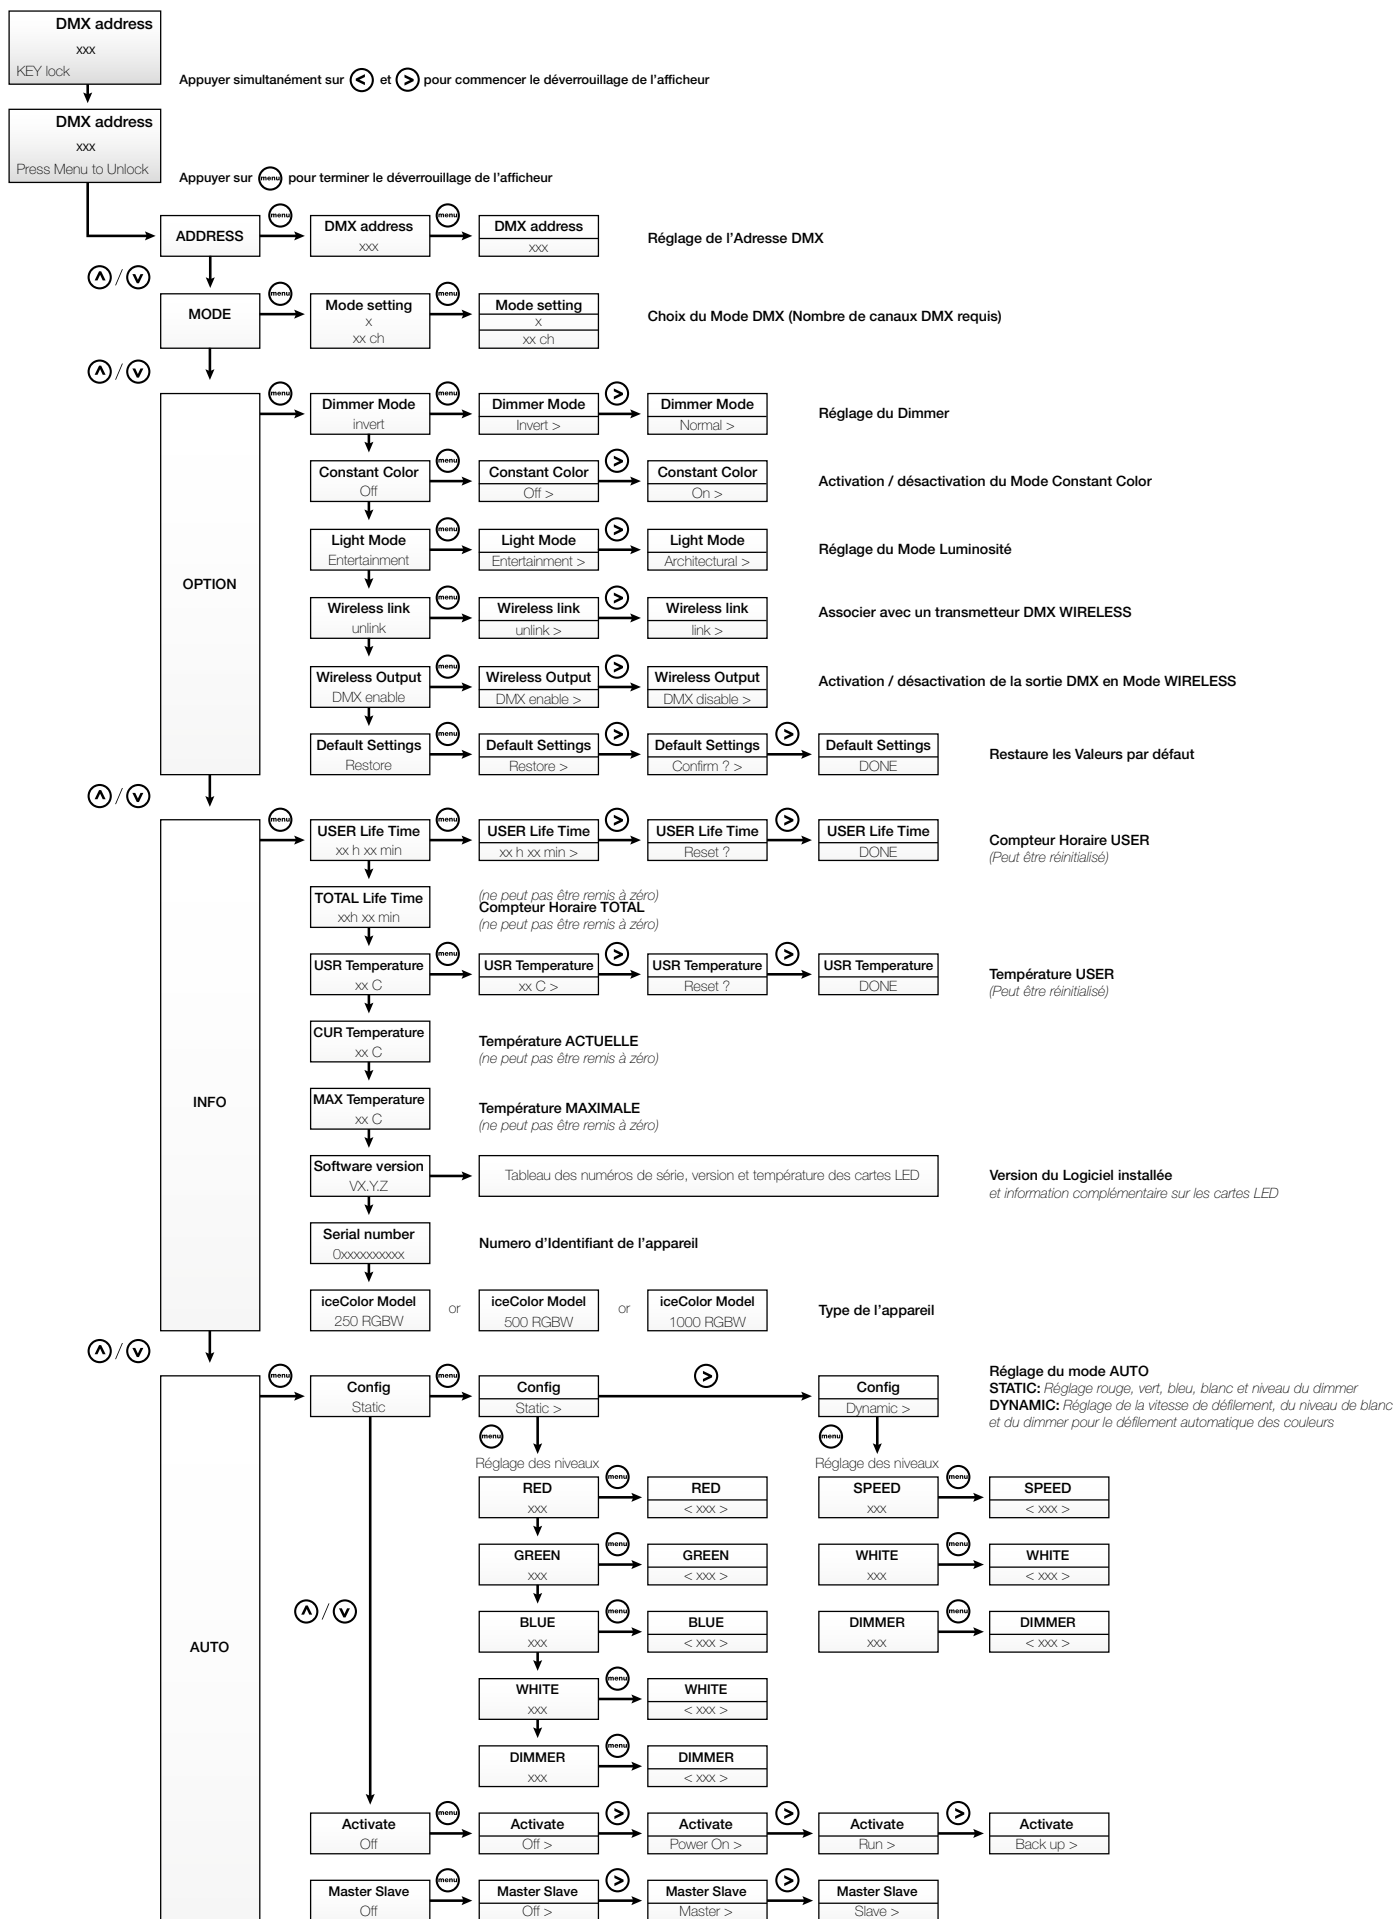 DMX address
xxx
KEY lock
Appuyer simultanément sur < et > pour commencer le déverrouillage de l'afficheur
DMX address
xxx
Press Menu to Unlock
Appuyer sur menu pour terminer le déverrouillage de l'afficheur
ADDRESS
menu
DMX address
xxx
menu
DMX address
xxx
Réglage de l'Adresse DMX
^ / v
MODE
menu
Mode setting
x
xx ch
menu
Mode setting
x
xx ch
Choix du Mode DMX (Nombre de canaux DMX requis)
^ / v
OPTION
menu
Dimmer Mode
invert
menu
Dimmer Mode
Invert >
>
Dimmer Mode
Normal >
Réglage du Dimmer
Constant Color
Off
menu
Constant Color
Off >
>
Constant Color
On >
Activation / désactivation du Mode Constant Color
Light Mode
Entertainment
menu
Light Mode
Entertainment >
>
Light Mode
Architectural >
Réglage du Mode Luminosité
Wireless link
unlink
menu
Wireless link
unlink >
>
Wireless link
link >
Associer avec un transmetteur DMX WIRELESS
Wireless Output
DMX enable
menu
Wireless Output
DMX enable >
>
Wireless Output
DMX disable >
Activation / désactivation de la sortie DMX en Mode WIRELESS
Default Settings
Restore
menu
Default Settings
Restore >
>
Default Settings
Confirm ? >
>
Default Settings
DONE
Restaure les Valeurs par défaut
^ / v
INFO
menu
USER Life Time
xx h xx min
menu
USER Life Time
xx h xx min >
>
USER Life Time
Reset ?
>
USER Life Time
DONE
Compteur Horaire USER
(Peut être réinitialisé)
TOTAL Life Time
xxh xx min
(ne peut pas être remis à zéro)
Compteur Horaire TOTAL
(ne peut pas être remis à zéro)
USR Temperature
xx C
menu
USR Temperature
xx C >
>
USR Temperature
Reset ?
>
USR Temperature
DONE
Température USER
(Peut être réinitialisé)
CUR Temperature
xx C
Température ACTUELLE
(ne peut pas être remis à zéro)
MAX Temperature
xx C
Température MAXIMALE
(ne peut pas être remis à zéro)
Software version
VX.Y.Z
Tableau des numéros de série, version et température des cartes LED
Version du Logiciel installée
et information complémentaire sur les cartes LED
Serial number
0xxxxxxxxxx
Numero d'Identifiant de l'appareil
iceColor Model
250 RGBW
or
iceColor Model
500 RGBW
or
iceColor Model
1000 RGBW
Type de l'appareil
^ / v
AUTO
menu
Config
Static
menu
Config
Static >
>
Config
Dynamic >
Réglage du mode AUTO
STATIC: Réglage rouge, vert, bleu, blanc et niveau du dimmer
DYNAMIC: Réglage de la vitesse de défilement, du niveau de blanc
et du dimmer pour le défilement automatique des couleurs
menu
Réglage des niveaux
menu
Réglage des niveaux
RED
xxx
menu
RED
< xxx >
SPEED
xxx
menu
SPEED
< xxx >
GREEN
xxx
menu
GREEN
< xxx >
WHITE
xxx
menu
WHITE
< xxx >
^ / v
BLUE
xxx
menu
BLUE
< xxx >
DIMMER
xxx
menu
DIMMER
< xxx >
WHITE
xxx
menu
WHITE
< xxx >
DIMMER
xxx
menu
DIMMER
< xxx >
Activate
Off
menu
Activate
Off >
>
Activate
Power On >
>
Activate
Run >
>
Activate
Back up >
Master Slave
Off
menu
Master Slave
Off >
>
Master Slave
Master >
>
Master Slave
Slave >